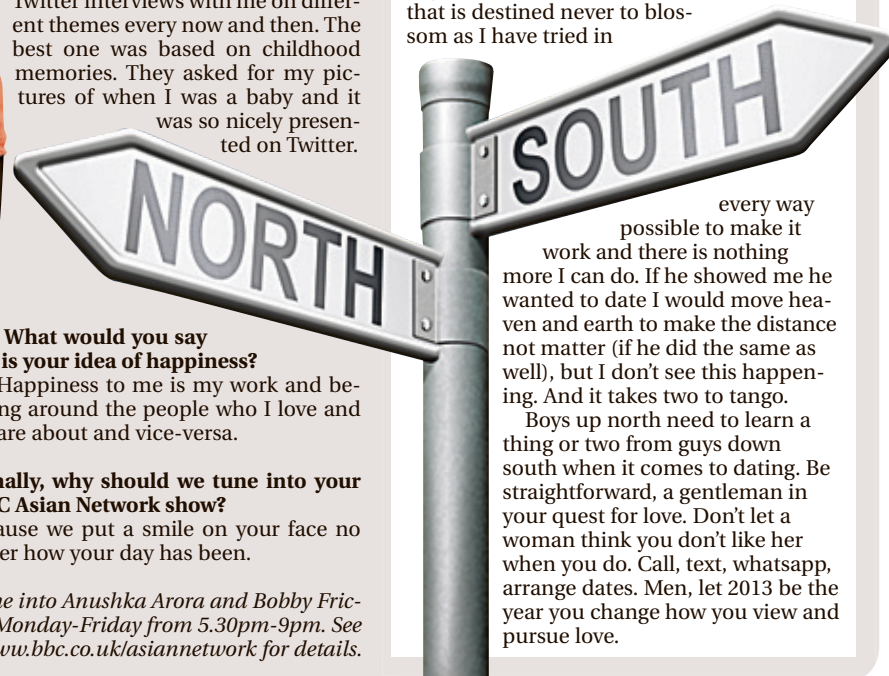 Twitter interviews with me on differ-
ent themes every now and then. The
best one was based on childhood
memories. They asked for my pic-
tures of when I was a baby and it
was so nicely presen-
ted on Twitter.
NORTH
What would you say
is your idea of happiness?
Happiness to me is my work and be-
ng around the people who I love and
are about and vice-versa.
nally, why should we tune into your
C Asian Network show?
ause we put a smile on your face no
er how your day has been.
ne into Anushka Arora and Bobby Fric-
Monday-Friday from 5.30pm-9pm. See
ww.bbc.co.uk/asiannetwork for details.
that is destined never to blos-
som as I have tried in
SOUTH
every way
possible to make it
work and there is nothing
more I can do. If he showed me he
wanted to date I would move hea-
ven and earth to make the distance
not matter (if he did the same as
well), but I don't see this happen-
ing. And it takes two to tango.
Boys up north need to learn a
thing or two from guys down
south when it comes to dating. Be
straightforward, a gentleman in
your quest for love. Don't let a
woman think you don't like her
when you do. Call, text, whatsapp,
arrange dates. Men, let 2013 be the
year you change how you view and
pursue love.